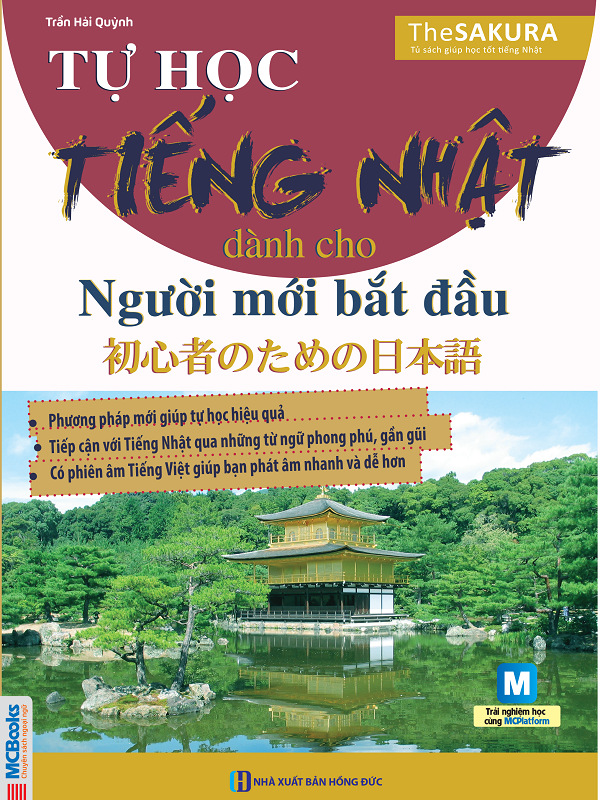 Trần Hải Quỳnh
TheSAKURA
Tủ sách giúp học tốt tiếng Nhật
TỰ HỌC
TIẾNG NHẬT
dành cho
Người mới bắt đầu
初心者のための日本語
Phương pháp mới giúp tự học hiệu quả
Tiếp cận với Tiếng Nhật qua những từ ngữ phong phú, gần gũi
Có phiên âm Tiếng Việt giúp bạn phát âm nhanh và dễ hơn
M
Trải nghiệm học
cùng MCPlatform
MCBooks
Chuyên sách ngoại ngữ
NHÀ XUẤT BẢN HỒNG ĐỨC